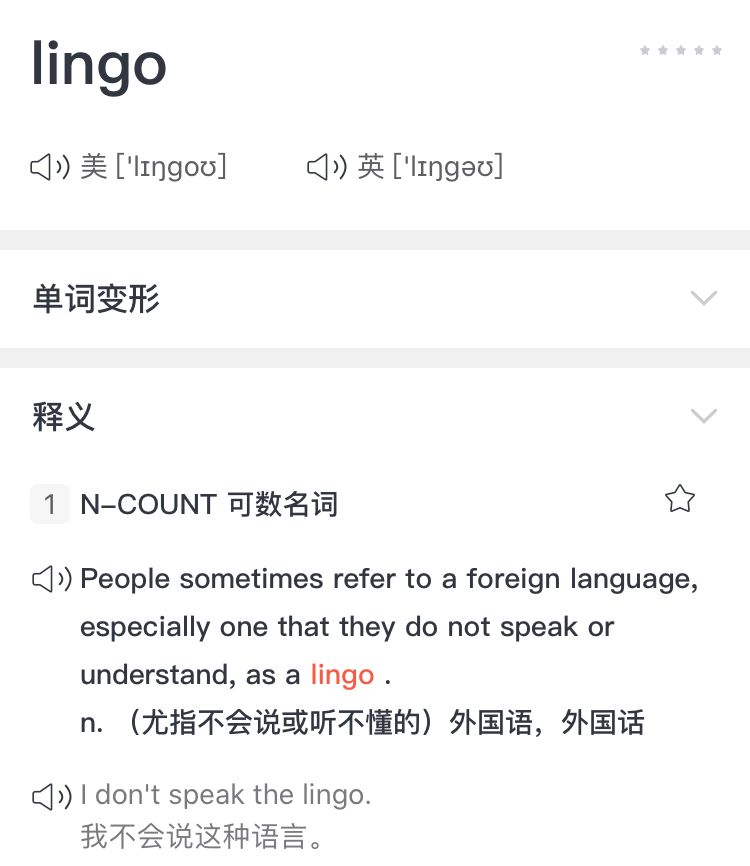 lingo
美 ['lɪŋgoʊ] 英 ['lɪŋgəʊ]
单词变形
释义
1 N-COUNT 可数名词
People sometimes refer to a foreign language,
especially one that they do not speak or
understand, as a lingo .
n. （尤指不会说或听不懂的）外国语，外国话
I don't speak the lingo.
我不会说这种语言。